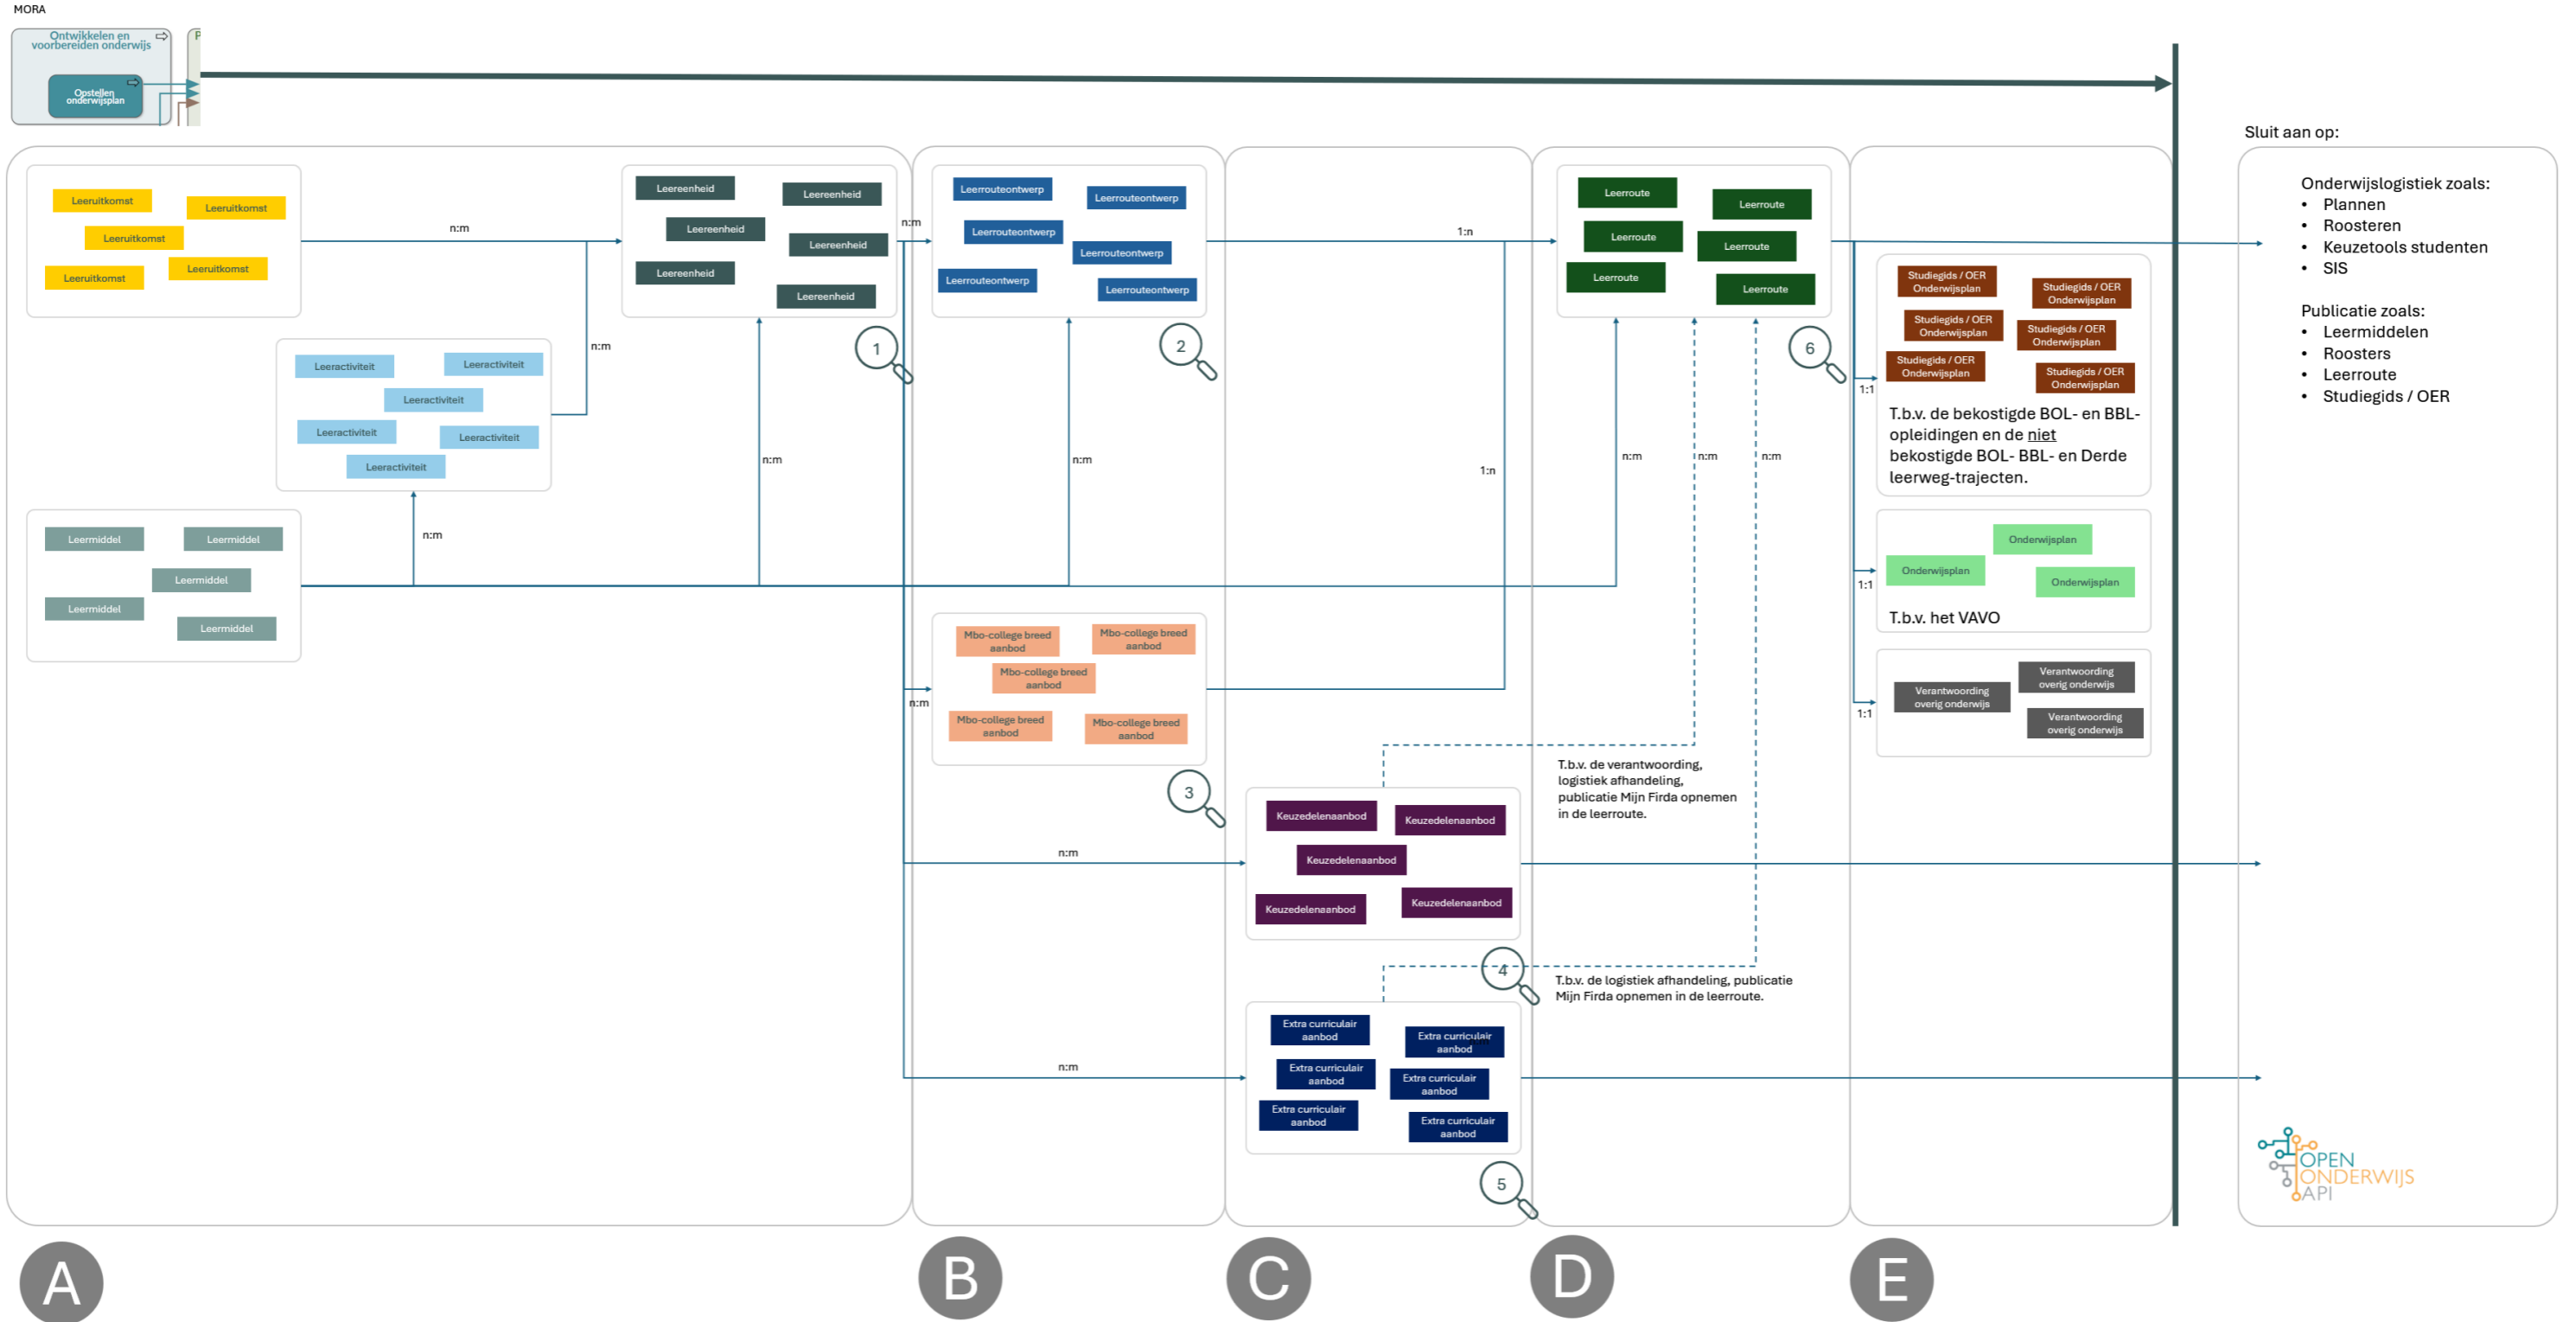 MORA
Ontwikkelen en
voorbereiden onderwijs
P
Opstellen
onderwijsplan
Sluit aan op:
Leeruitkomst
Leeruitkomst
Leeruitkomst
Leeruitkomst
Leeruitkomst
n:m
Leeractiviteit
Leeractiviteit
Leeractiviteit
Leeractiviteit
Leeractiviteit
Leeractiviteit
n:m
Leermiddel
Leermiddel
Leermiddel
Leermiddel
Leermiddel
n:m
Leereenheid
Leereenheid
Leereenheid
Leereenheid
Leereenheid
Leereenheid
1
n:m
n:m
Leerrouteontwerp
Leerrouteontwerp
Leerrouteontwerp
Leerrouteontwerp
Leerrouteontwerp
Leerrouteontwerp
2
n:m
n:m
Mbo-college breed
aanbod
Mbo-college breed
aanbod
Mbo-college breed
aanbod
Mbo-college breed
aanbod
Mbo-college breed
aanbod
3
n:m
n:m
1:n
1:n
Keuzedelenaanbod
Keuzedelenaanbod
Keuzedelenaanbod
Keuzedelenaanbod
Keuzedelenaanbod
4
Extra curriculair
aanbod
Extra curriculair
aanbod
Extra curriculair
aanbod
Extra curriculair
aanbod
Extra curriculair
aanbod
Extra curriculair
aanbod
5
Leerroute
Leerroute
Leerroute
Leerroute
Leerroute
Leerroute
6
n:m
n:m
n:m
T.b.v. de verantwoording,
logistiek afhandeling,
publicatie Mijn Firda opnemen
in de leerroute.
T.b.v. de logistiek afhandeling, publicatie
Mijn Firda opnemen in de leerroute.
Studiegids / OER
Onderwijsplan
Studiegids / OER
Onderwijsplan
Studiegids / OER
Onderwijsplan
Studiegids / OER
Onderwijsplan
Studiegids / OER
Onderwijsplan
Studiegids / OER
Onderwijsplan
1:1
T.b.v. de bekostigde BOL- en BBL-
opleidingen en de niet
bekostigde BOL- BBL- en Derde
leerweg-trajecten.
Onderwijsplan
Onderwijsplan
Onderwijsplan
1:1
T.b.v. het VAVO
Verantwoording
overig onderwijs
Verantwoording
overig onderwijs
Verantwoording
overig onderwijs
1:1
Onderwijslogistiek zoals:
• Plannen
• Roosteren
• Keuzetools studenten
• SIS
Publicatie zoals:
• Leermiddelen
• Roosters
• Leerroute
• Studiegids / OER
OPEN
ONDERWIJS
API
A
B
C
D
E